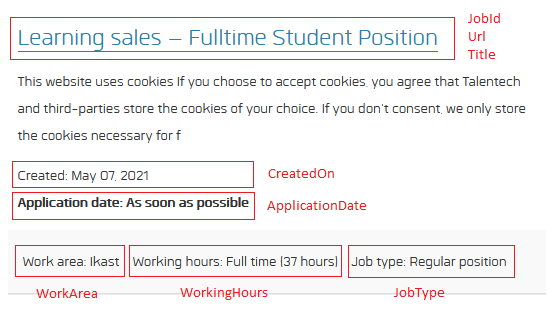 Learning sales – Fulltime Student Position
JobId
Url
Title
This website uses cookies If you choose to accept cookies, you agree that Talentech
and third-parties store the cookies of your choice. If you don't consent, we only store
the cookies necessary for f
Created: May 07, 2021
CreatedOn
Application date: As soon as possible
ApplicationDate
Work area: Ikast
Working hours: Full time (37 hours)
Job type: Regular position
WorkArea
WorkingHours
JobType